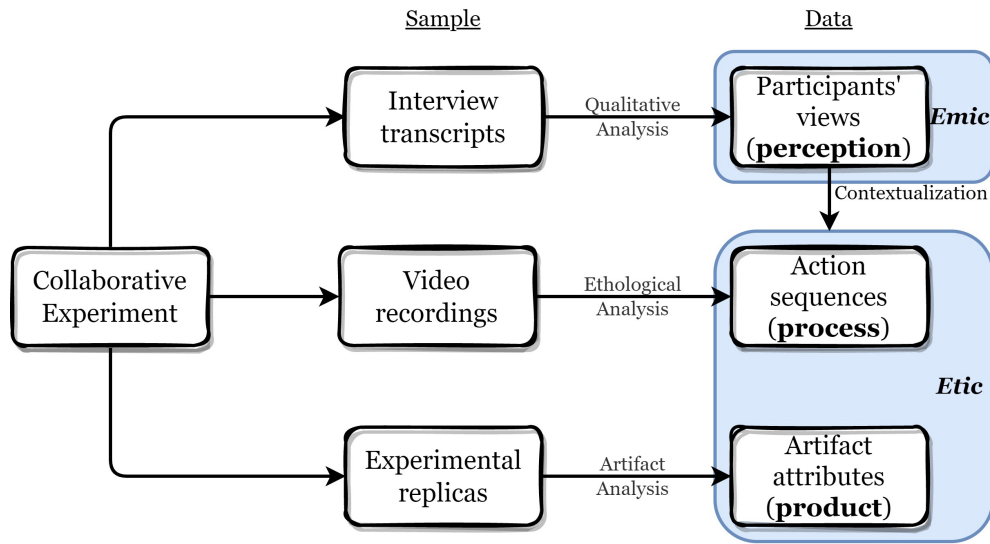 Sample
Data
Interview
transcripts
Qualitative
Analysis
Participants'
views
(perception)
Emic
Contextualization
Collaborative
Experiment
Video
recordings
Ethological
Analysis
Action
sequences
(process)
Etic
Experimental
replicas
Artifact
Analysis
Artifact
attributes
(product)